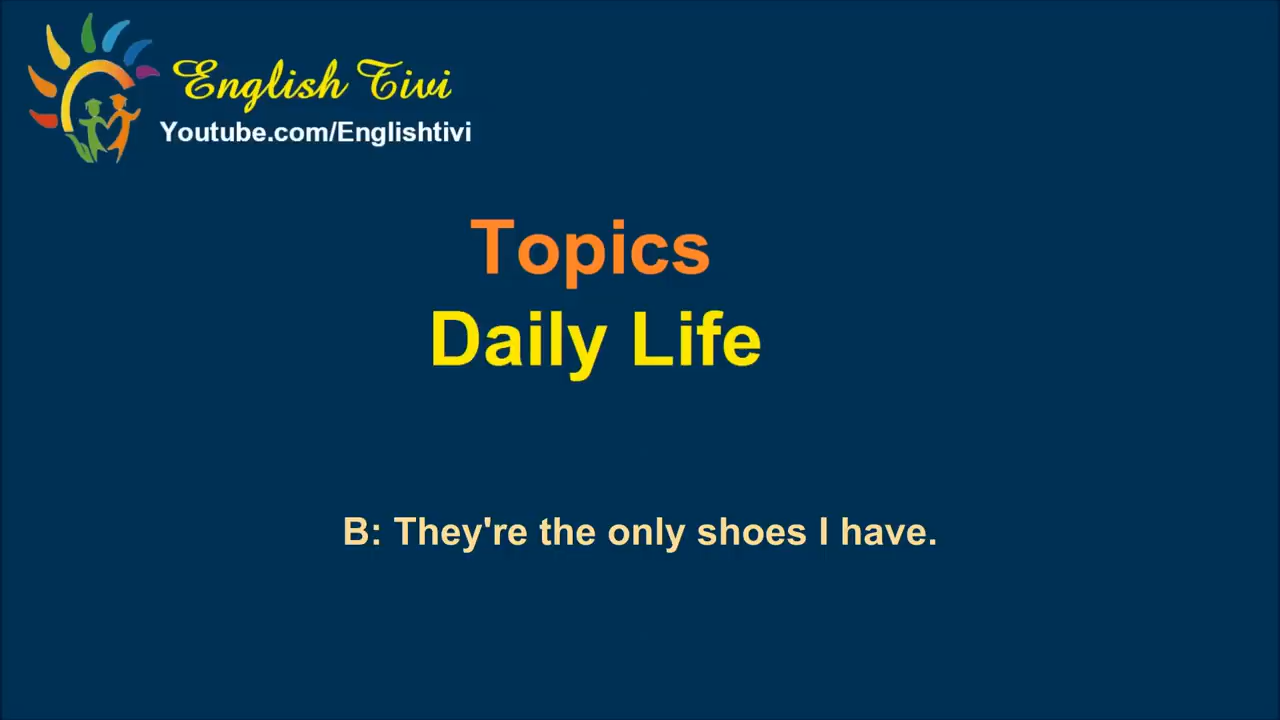 English Tivi
Youtube.com/Englishtivi
Topics
Daily Life
B: They're the only shoes I have.